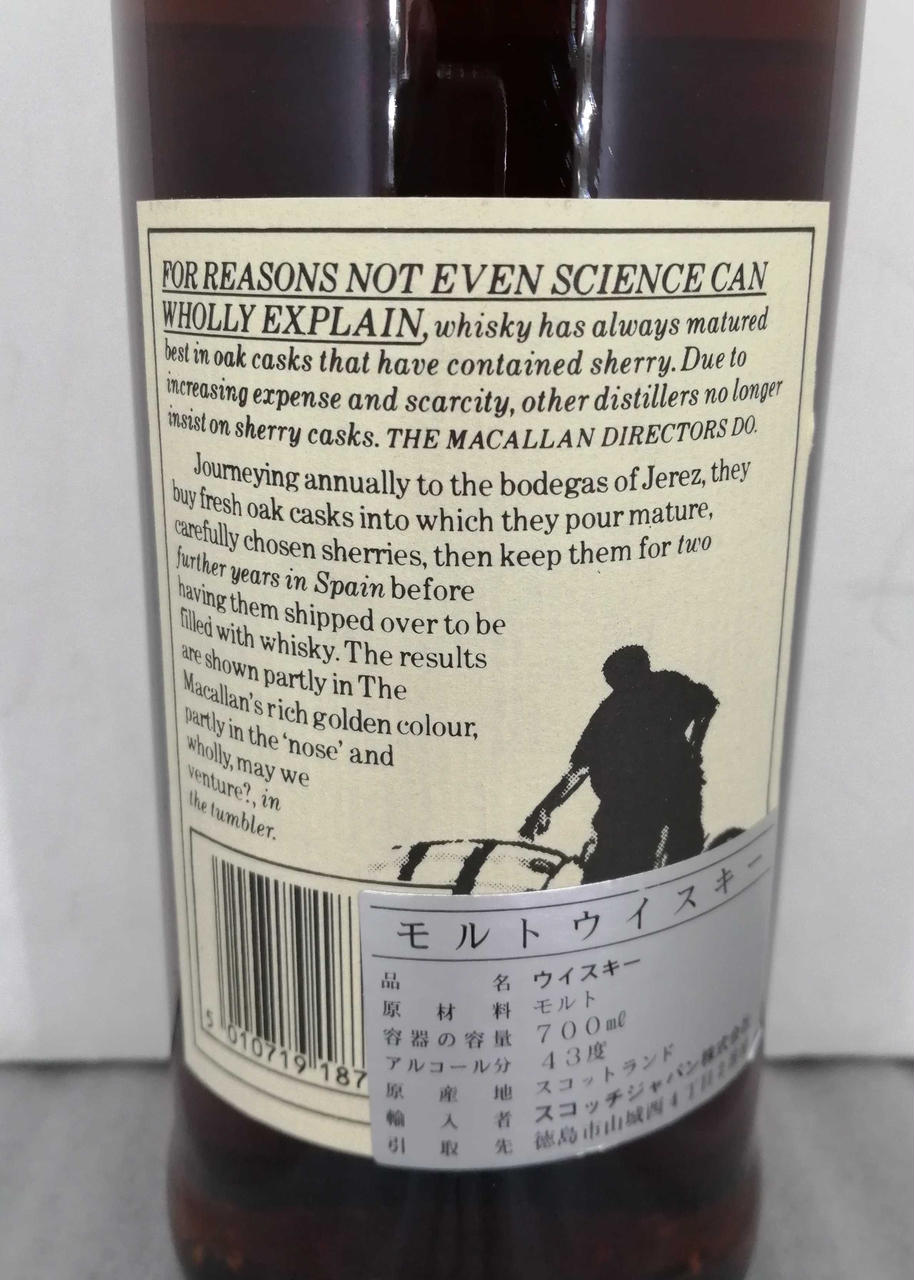 FOR REASONS NOT EVEN SCIENCE CAN
WHOLLY EXPLAIN, whisky has always matured
best in oak casks that have contained sherry. Due to
increasing expense and scarcity, other distillers no longer
insist on sherry casks. THE MACALLAN DIRECTORS DO.
Journeying annually to the bodegas of Jerez, they
buy fresh oak casks into which they pour mature,
carefully chosen sherries, then keep them for two
further years in Spain before
having them shipped over to be
filled with whisky. The results
are shown partly in The
Macallan's rich golden colour,
partly in the ‘nose’ and
wholly, may we
venture?, in
the tumbler.
5 010719 187
モルトウイスキー
品名 ウイスキー
原材料 モルト
容器の容量 700ml
アルコール分 43度
原産地 スコットランド
輸入者 スコッチジャパン株式会社
引取先 徳島市山城西4丁目